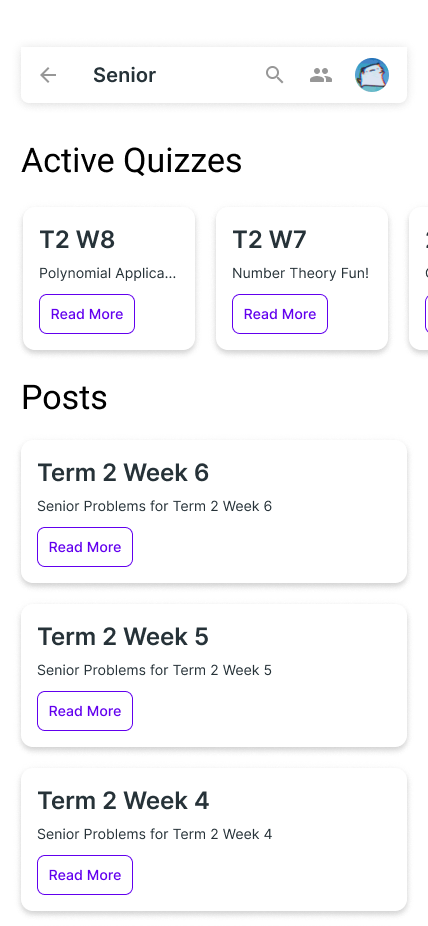 Senior
Active Quizzes
T2 W8
Polynomial Applica...
Read More
T2 W7
Number Theory Fun!
Read More
Posts
Term 2 Week 6
Senior Problems for Term 2 Week 6
Read More
Term 2 Week 5
Senior Problems for Term 2 Week 5
Read More
Term 2 Week 4
Senior Problems for Term 2 Week 4
Read More